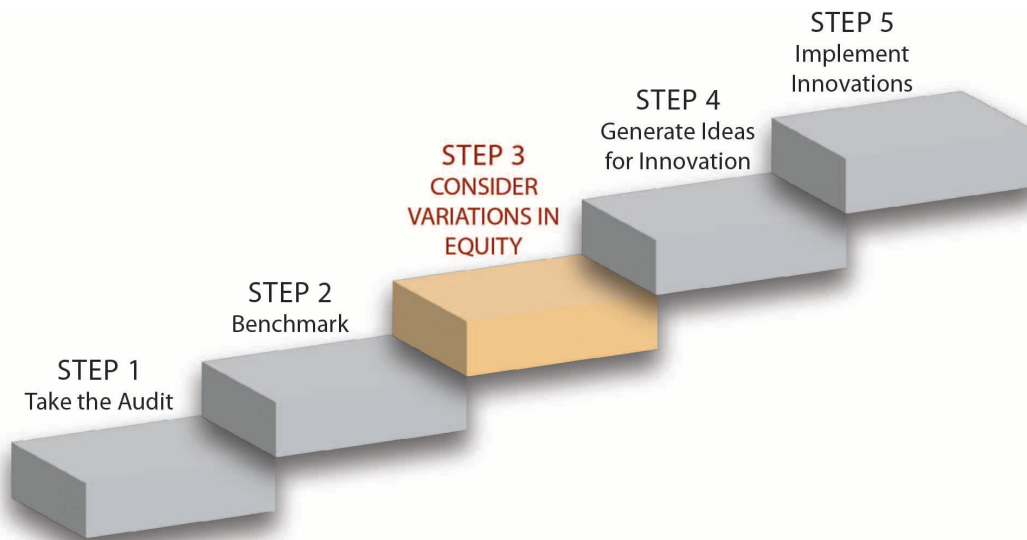 STEP 1
Take the Audit
STEP 2
Benchmark
STEP 3
CONSIDER
VARIATIONS IN
EQUITY
STEP 4
Generate Ideas
for Innovation
STEP 5
Implement
Innovations